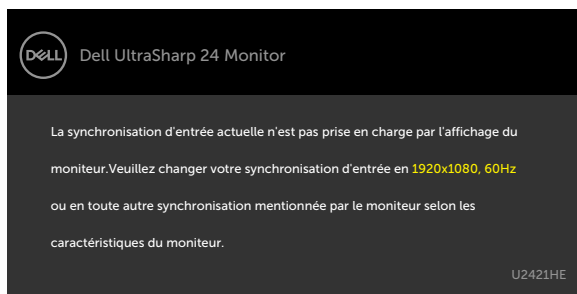 DELL Dell UltraSharp 24 Monitor
La synchronisation d'entrée actuelle n'est pas prise en charge par l'affichage du
moniteur.Veuillez changer votre synchronisation d'entrée en 1920x1080, 60Hz
ou en toute autre synchronisation mentionnée par le moniteur selon les
caractéristiques du moniteur.
U2421HE